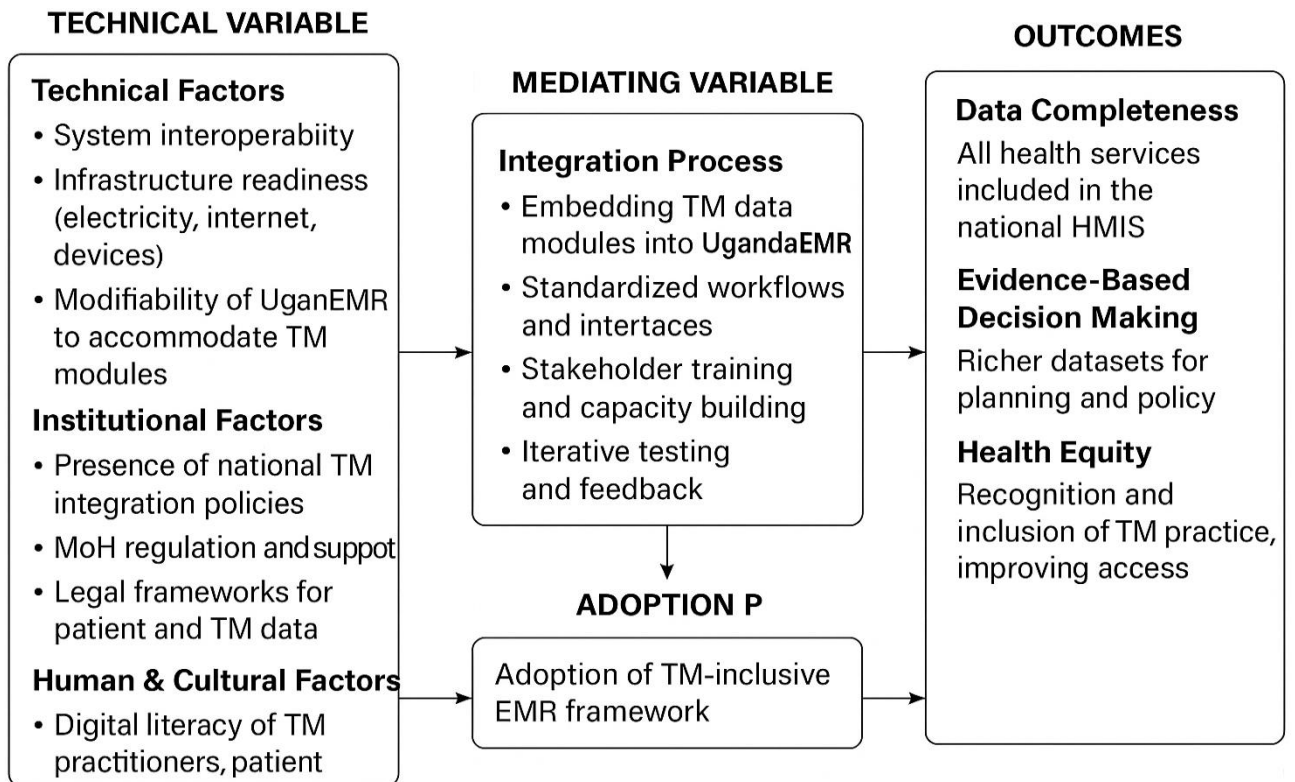 TECHNICAL VARIABLE
Technical Factors
• System interoperabiity
• Infrastructure readiness
(electricity, internet,
devices)
• Modifiability of UganEMR
to accommodate TM
modules
Institutional Factors
• Presence of national TM
integration policies
• MoH regulation and suppot
• Legal frameworks for
patient and TM data
Human & Cultural Factors
• Digital literacy of TM
practitioners, patient
MEDIATING VARIABLE
Integration Process
• Embedding TM data
modules into UgandaEMR
• Standardized workflows
and intertaces
• Stakeholder training
and capacity building
• Iterative testing
and feedback
ADOPTION P
Adoption of TM-inclusive
EMR framework
OUTCOMES
Data Completeness
All health services
included in the
national HMIS
Evidence-Based
Decision Making
Richer datasets for
planning and policy
Health Equity
Recognition and
inclusion of TM practice,
improving access